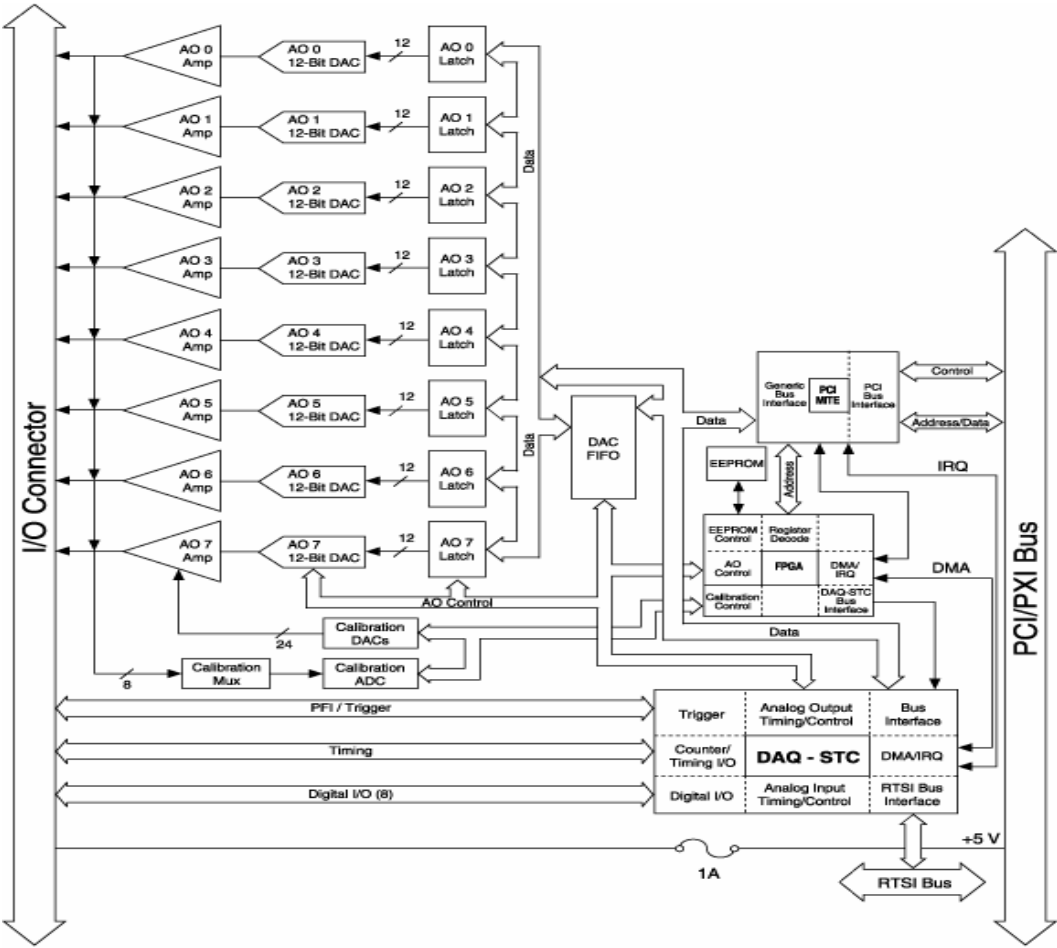 AO 0
Amp
AO 0
12-Bit DAC
12
AO 0
Latch
AO 1
Amp
AO 1
12-Bit DAC
12
AO 1
Latch
Data
AO 2
Amp
AO 2
12-Bit DAC
12
AO 2
Latch
AO 3
Amp
AO 3
12-Bit DAC
12
AO 3
Latch
AO 4
Amp
AO 4
12-Bit DAC
12
AO 4
Latch
AO 5
Amp
AO 5
12-Bit DAC
12
AO 5
Latch
Data
AO 6
Amp
AO 6
12-Bit DAC
12
AO 6
Latch
AO 7
Amp
AO 7
12-Bit DAC
12
AO 7
Latch
I/O Connector
DAC
FIFO
Data
Generic
Bus
Interface
PCI
MITE
PCI
Bus
Interface
Control
Address/Data
IRQ
EEPROM
Address
EEPROM
Control
Register
Decode
AO
Control
FPGA
DMA/
IRQ
Calibration
Control
DAQ-STC
Bus
Interface
DMA
PCI/PXI Bus
AO Control
Data
24
Calibration
DACs
8
Calibration
Mux
Calibration
ADC
PFI / Trigger
Timing
Digital I/O (8)
Trigger
Analog Output
Timing/Control
Bus
Interface
Counter/
Timing I/O
DAQ - STC
DMA/IRQ
Digital I/O
Analog Input
Timing/Control
RTSI Bus
Interface
+5 V
1A
RTSI Bus